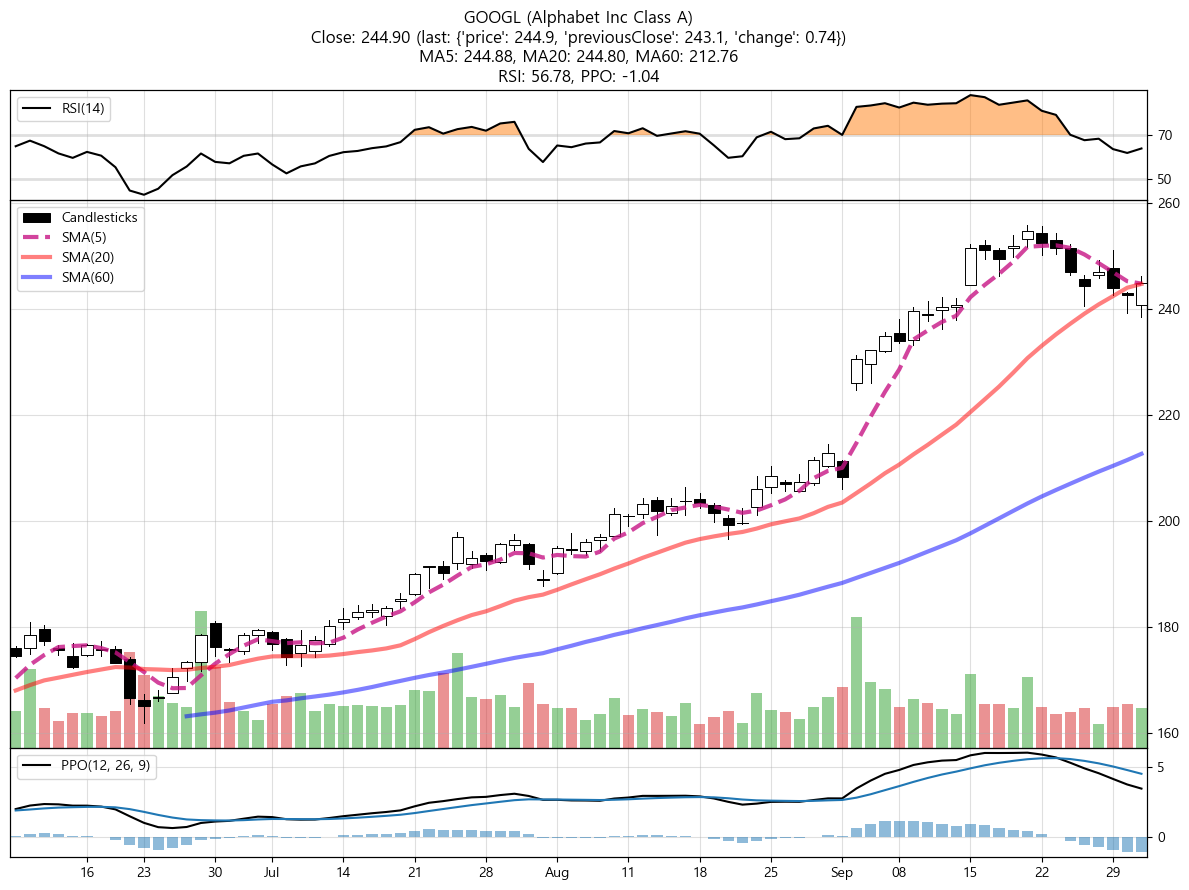 GOOGL (Alphabet Inc Class A)
Close: 244.90 (last: {'price': 244.9, 'previousClose': 243.1, 'change': 0.74})
MA5: 244.88, MA20: 244.80, MA60: 212.76
RSI: 56.78, PPO: -1.04
RSI(14)
70
50
Candlesticks
SMA(5)
SMA(20)
SMA(60)
260
240
220
200
180
160
PPO(12, 26, 9)
5
0
16 23 30 Jul 14 21 28 Aug 11 18 25 Sep 08 15 22 29